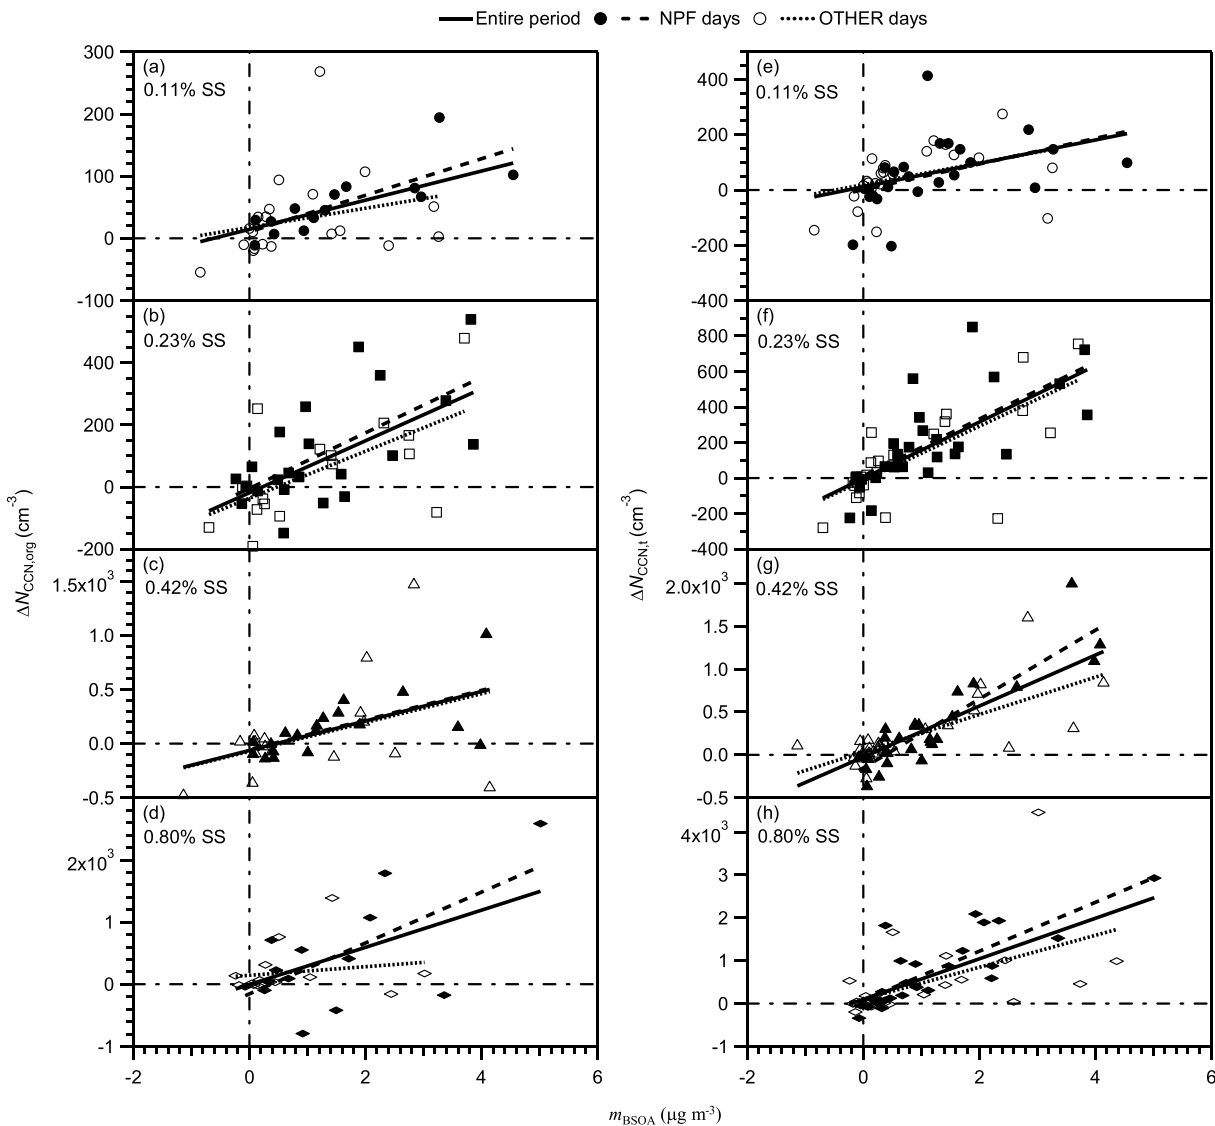 Entire period NPF days OTHER days
300
200
100
0
-100
(a)
0.11% SS
400
200
0
-200
(b)
0.23% SS
1.5x10³
1.0
0.5
0.0
-0.5
(c)
0.42% SS
2x10³
1
0
-1
(d)
0.80% SS
-2 0 2 4 6
ΔN_CCN,org (cm⁻³)
400
200
0
-200
-400
(e)
0.11% SS
800
600
400
200
0
-200
-400
(f)
0.23% SS
2.0x10³
1.5
1.0
0.5
0.0
-0.5
(g)
0.42% SS
4x10³
3
2
1
0
-1
(h)
0.80% SS
-2 0 2 4 6
ΔN_CCN,t (cm⁻³)
m_BSOA (μg m⁻³)